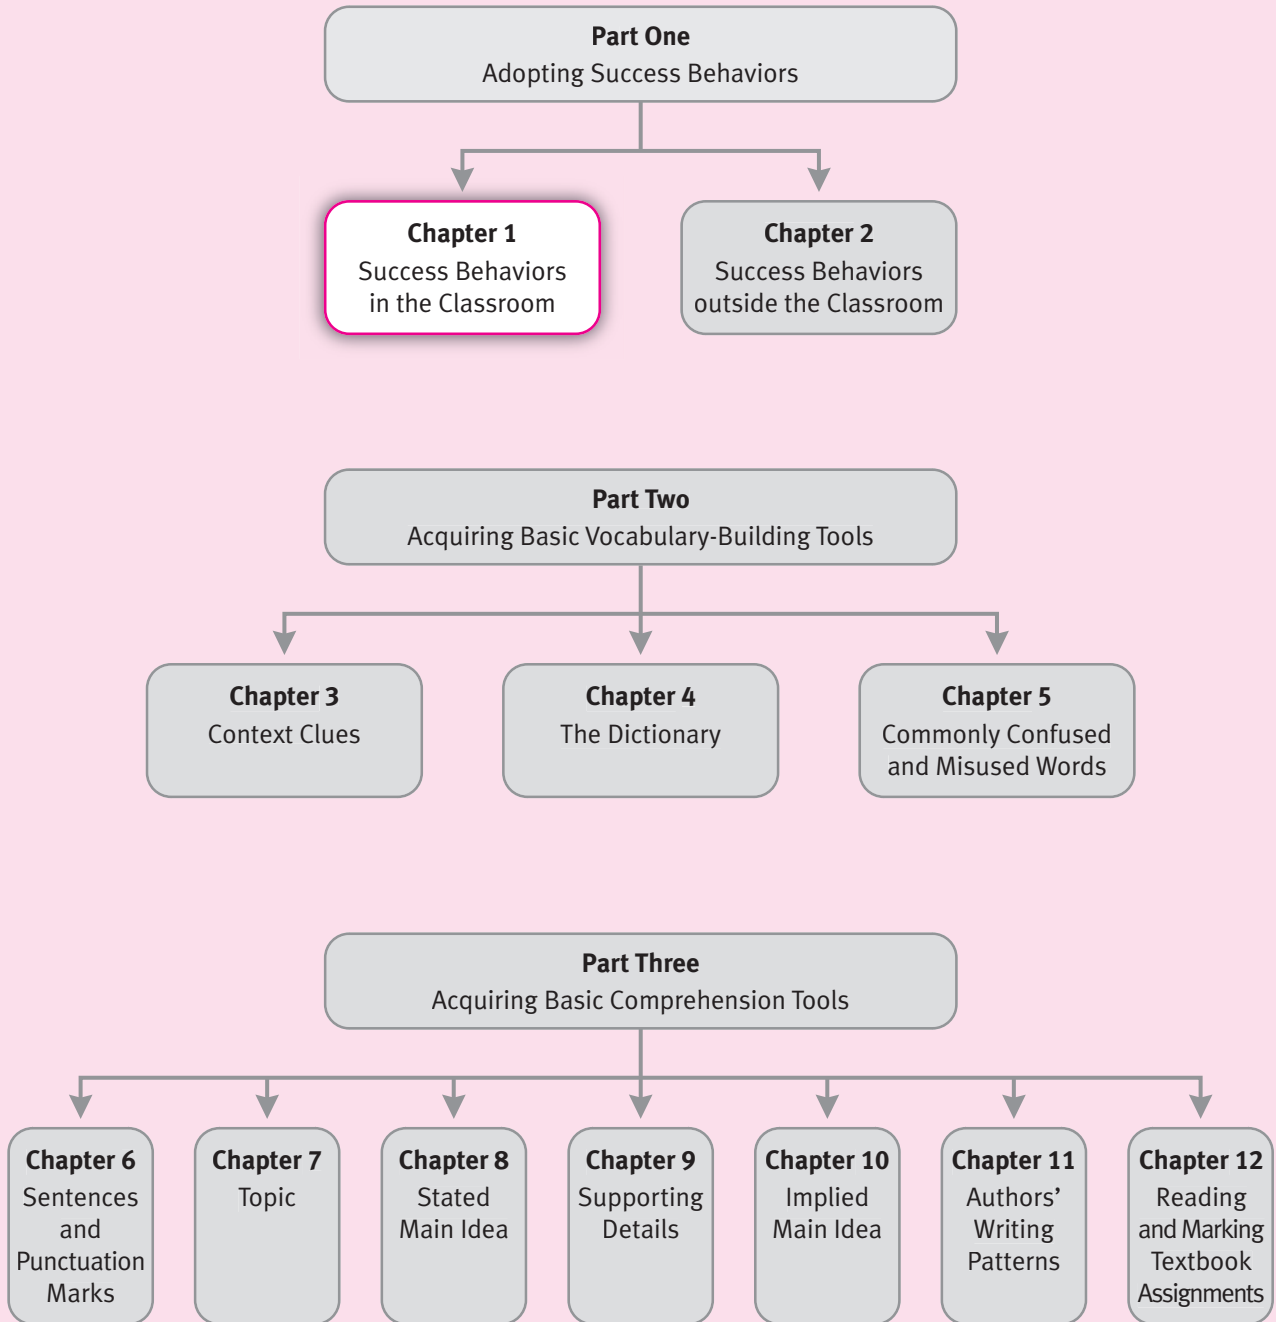 Part One
Adopting Success Behaviors
Chapter 1
Success Behaviors
in the Classroom
Chapter 2
Success Behaviors
outside the Classroom
Part Two
Acquiring Basic Vocabulary-Building Tools
Chapter 3
Context Clues
Chapter 4
The Dictionary
Chapter 5
Commonly Confused
and Misused Words
Part Three
Acquiring Basic Comprehension Tools
Chapter 6
Sentences
and
Punctuation
Marks
Chapter 7
Topic
Chapter 8
Stated
Main Idea
Chapter 9
Supporting
Details
Chapter 10
Implied
Main Idea
Chapter 11
Authors’
Writing
Patterns
Chapter 12
Reading
and Marking
Textbook
Assignments